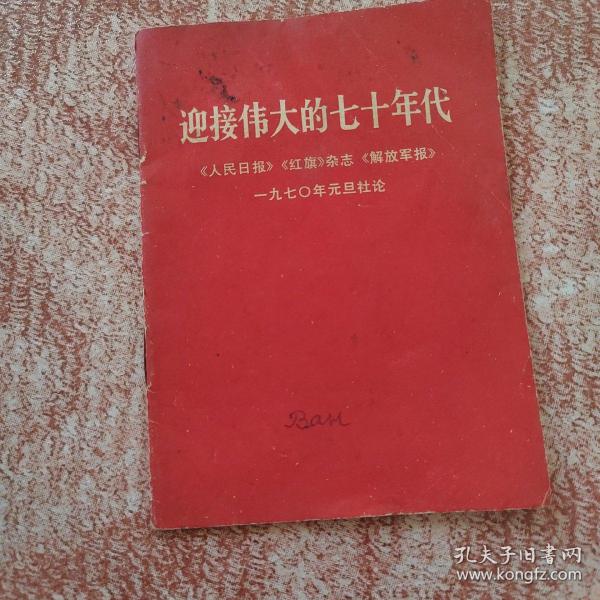 迎接伟大的七十年代
《人民日报》《红旗》杂志《解放军报》
一九七〇年元旦社论
孔夫子旧书网
www.kongfz.com